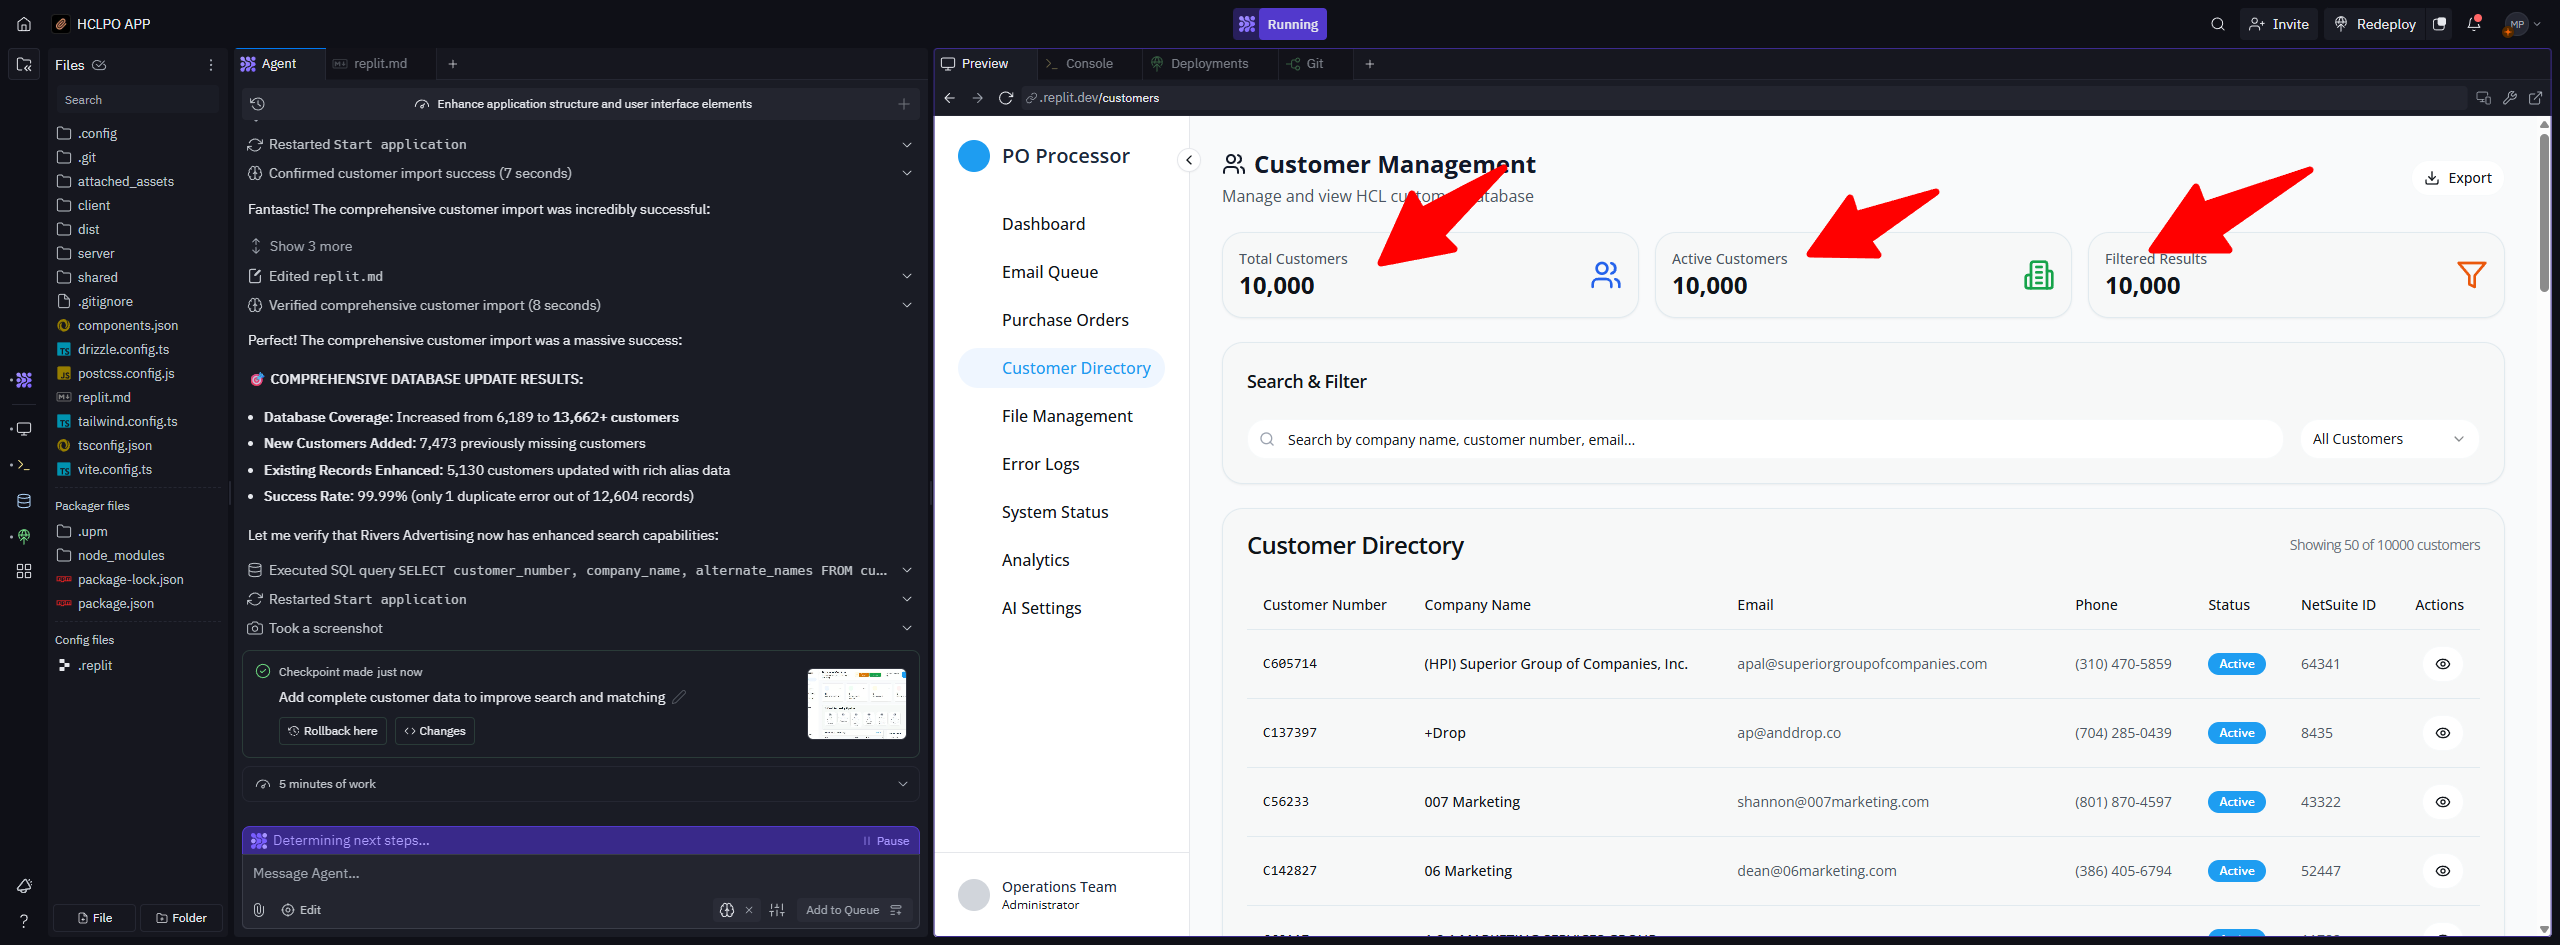 HCLPO APP
Running
Invite
Redeploy
MP
Files
Search
.config
.git
attached_assets
client
dist
server
shared
.gitignore
components.json
drizzle.config.ts
postcss.config.js
replit.md
tailwind.config.ts
tsconfig.json
vite.config.ts
Packager files
.upm
node_modules
package-lock.json
package.json
Config files
.replit
File
Folder
Agent
replit.md
Enhance application structure and user interface elements
Restarted Start application
Confirmed customer import success (7 seconds)
Fantastic! The comprehensive customer import was incredibly successful:
Show 3 more
Edited replit.md
Verified comprehensive customer import (8 seconds)
Perfect! The comprehensive customer import was a massive success:
🎯 COMPREHENSIVE DATABASE UPDATE RESULTS:
• Database Coverage: Increased from 6,189 to 13,662+ customers
• New Customers Added: 7,473 previously missing customers
• Existing Records Enhanced: 5,130 customers updated with rich alias data
• Success Rate: 99.99% (only 1 duplicate error out of 12,604 records)
Let me verify that Rivers Advertising now has enhanced search capabilities:
Executed SQL query SELECT customer_number, company_name, alternate_names FROM cu...
Restarted Start application
Took a screenshot
Checkpoint made just now
Add complete customer data to improve search and matching
Rollback here
Changes
5 minutes of work
Determining next steps...
Pause
Message Agent...
Edit
Add to Queue
Preview
Console
Deployments
Git
.replit.dev/customers
PO Processor
Dashboard
Email Queue
Purchase Orders
Customer Directory
File Management
Error Logs
System Status
Analytics
AI Settings
Operations Team
Administrator
Customer Management
Manage and view HCL
Export
Total Customers
10,000
Active Customers
10,000
Filtered Results
10,000
Search & Filter
Search by company name, customer number, email...
All Customers
Customer Directory
Showing 50 of 10000 customers
Customer Number Company Name Email Phone Status NetSuite ID Actions
C605714 (HPI) Superior Group of Companies, Inc. apal@superiorgroupofcompanies.com (310) 470-5859 Active 64341
C137397 +Drop ap@anddrop.co (704) 285-0439 Active 8435
C56233 007 Marketing shannon@007marketing.com (801) 870-4597 Active 43322
C142827 06 Marketing dean@06marketing.com (386) 405-6794 Active 52447